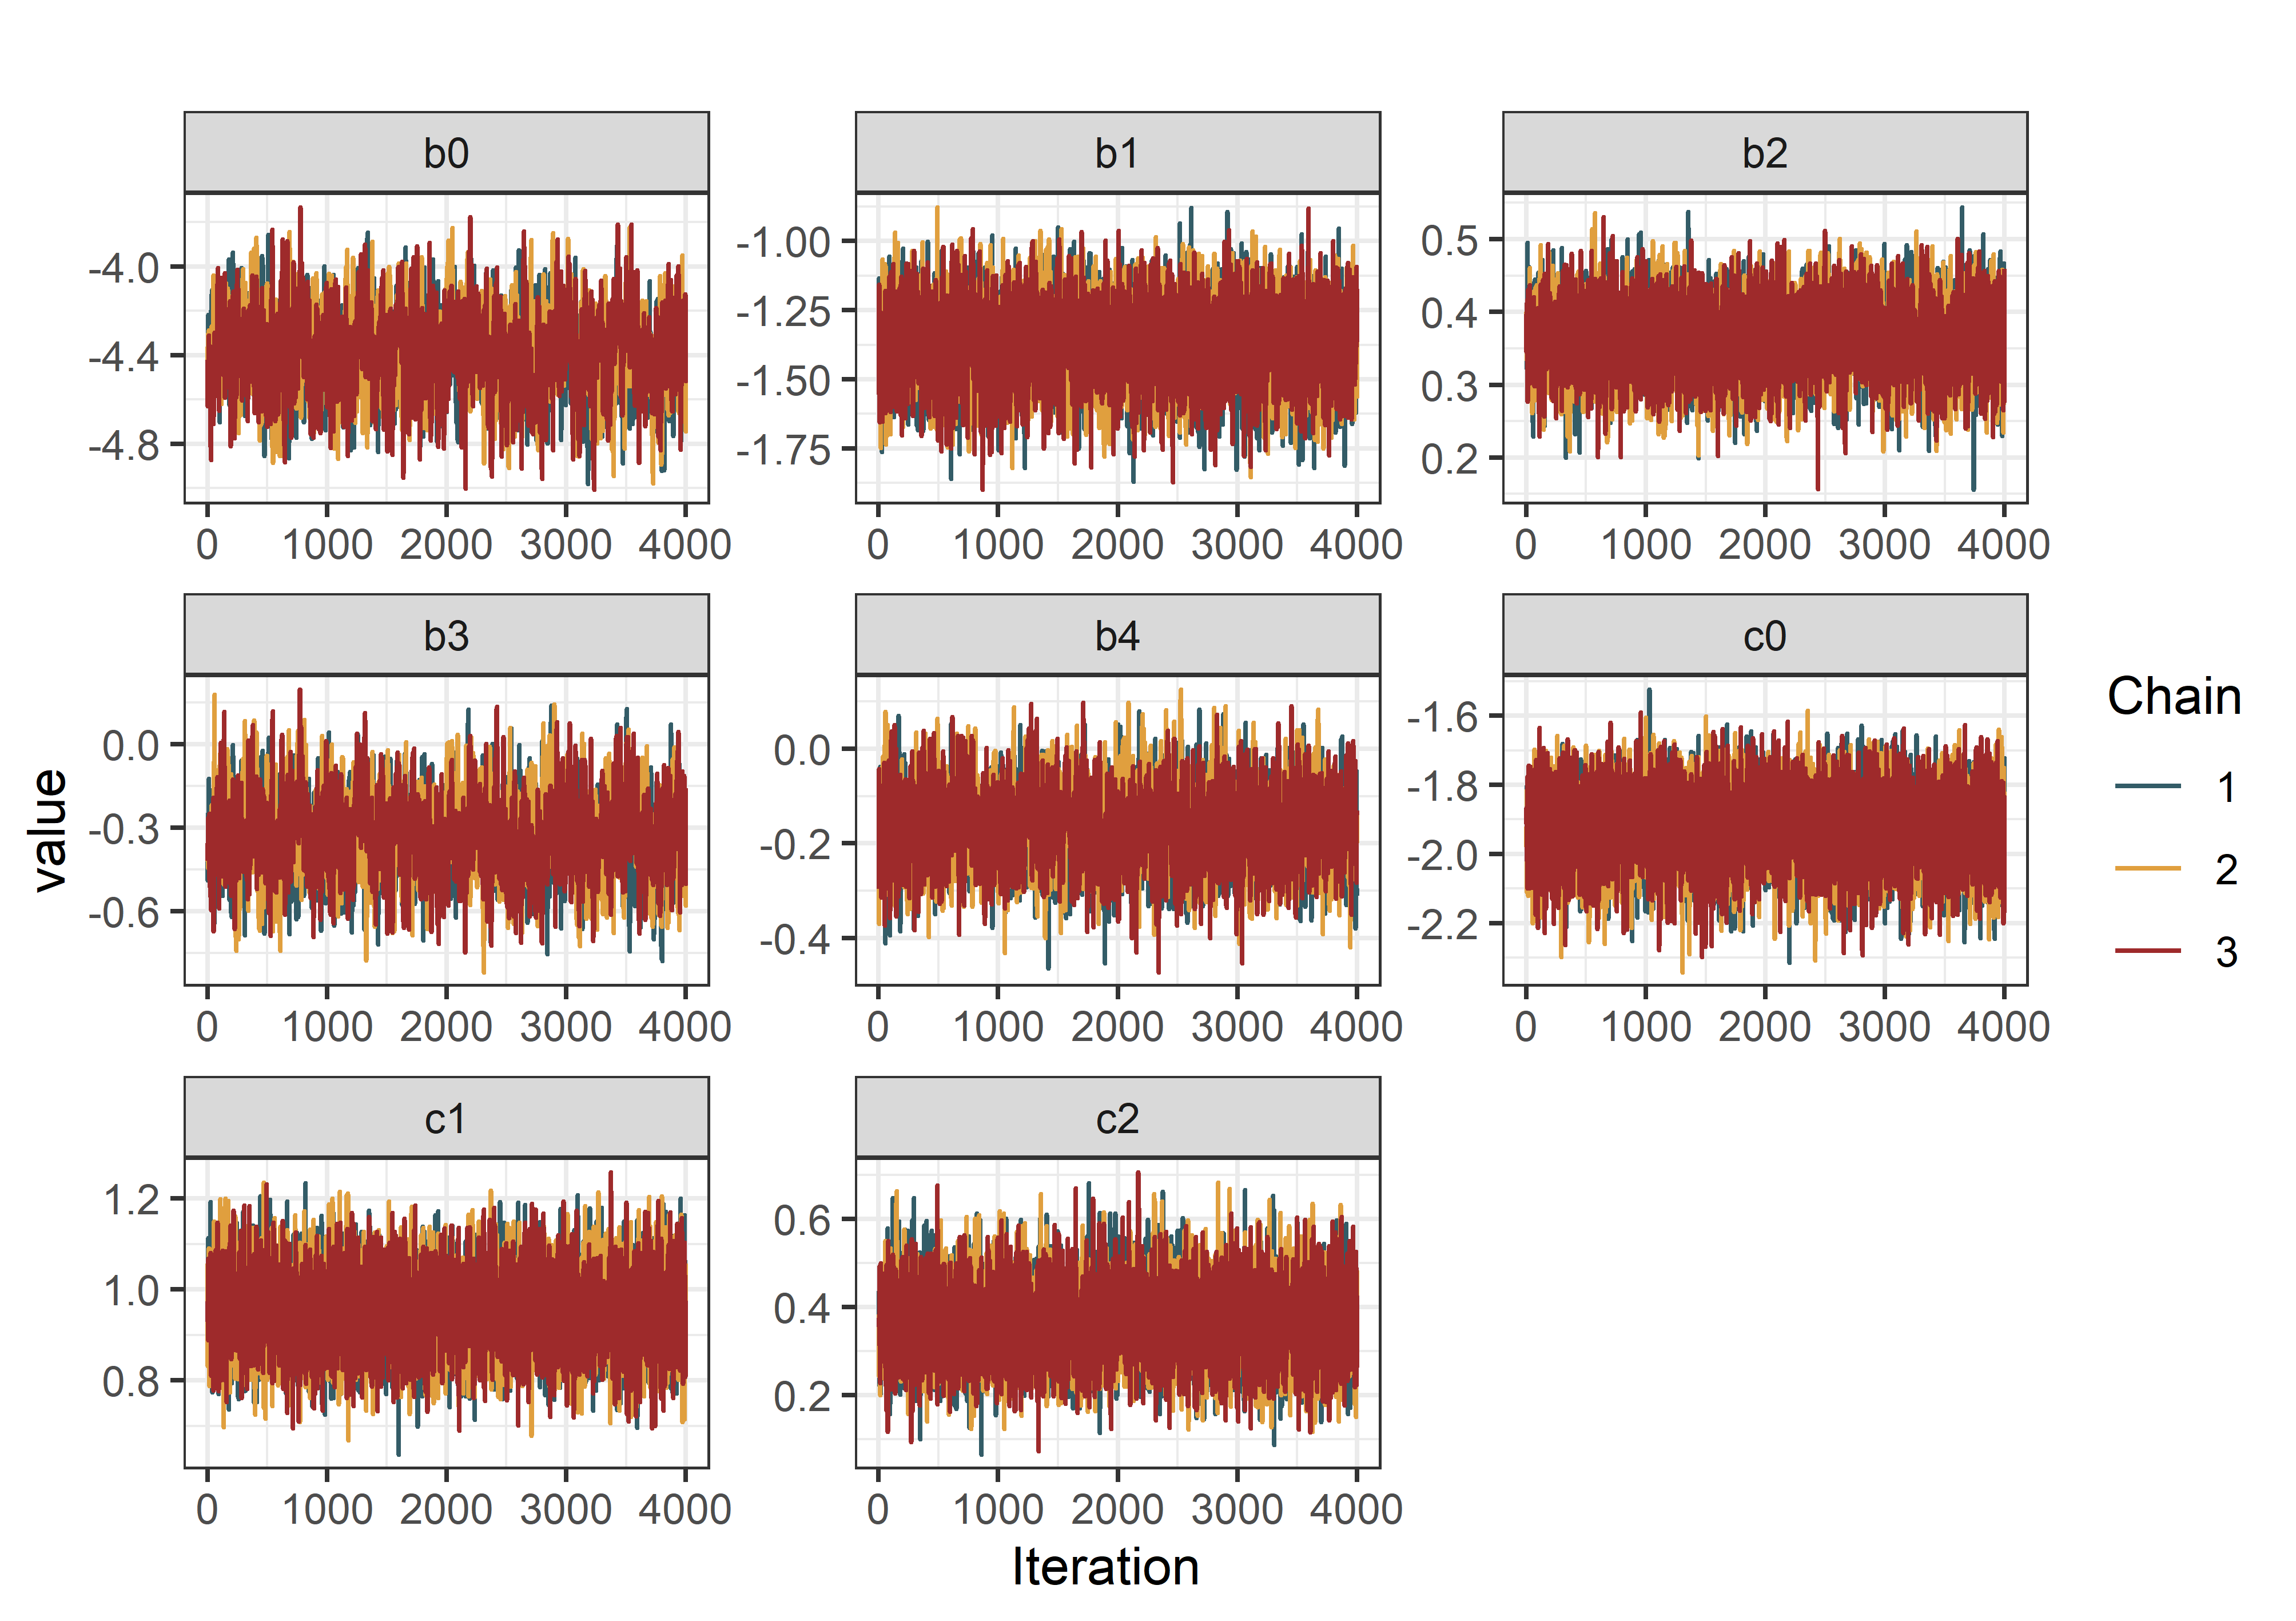 b0
b1
b2
-4.0
-4.4
-4.8
-1.00
-1.25
-1.50
-1.75
0.5
0.4
0.3
0.2
0 1000 2000 3000 4000
0 1000 2000 3000 4000
0 1000 2000 3000 4000
b3
b4
c0
0.0
-0.3
-0.6
0.0
-0.2
-0.4
-1.6
-1.8
-2.0
-2.2
0 1000 2000 3000 4000
0 1000 2000 3000 4000
0 1000 2000 3000 4000
c1
c2
1.2
1.0
0.8
0.6
0.4
0.2
0 1000 2000 3000 4000
0 1000 2000 3000 4000
value
Iteration
Chain
1
2
3